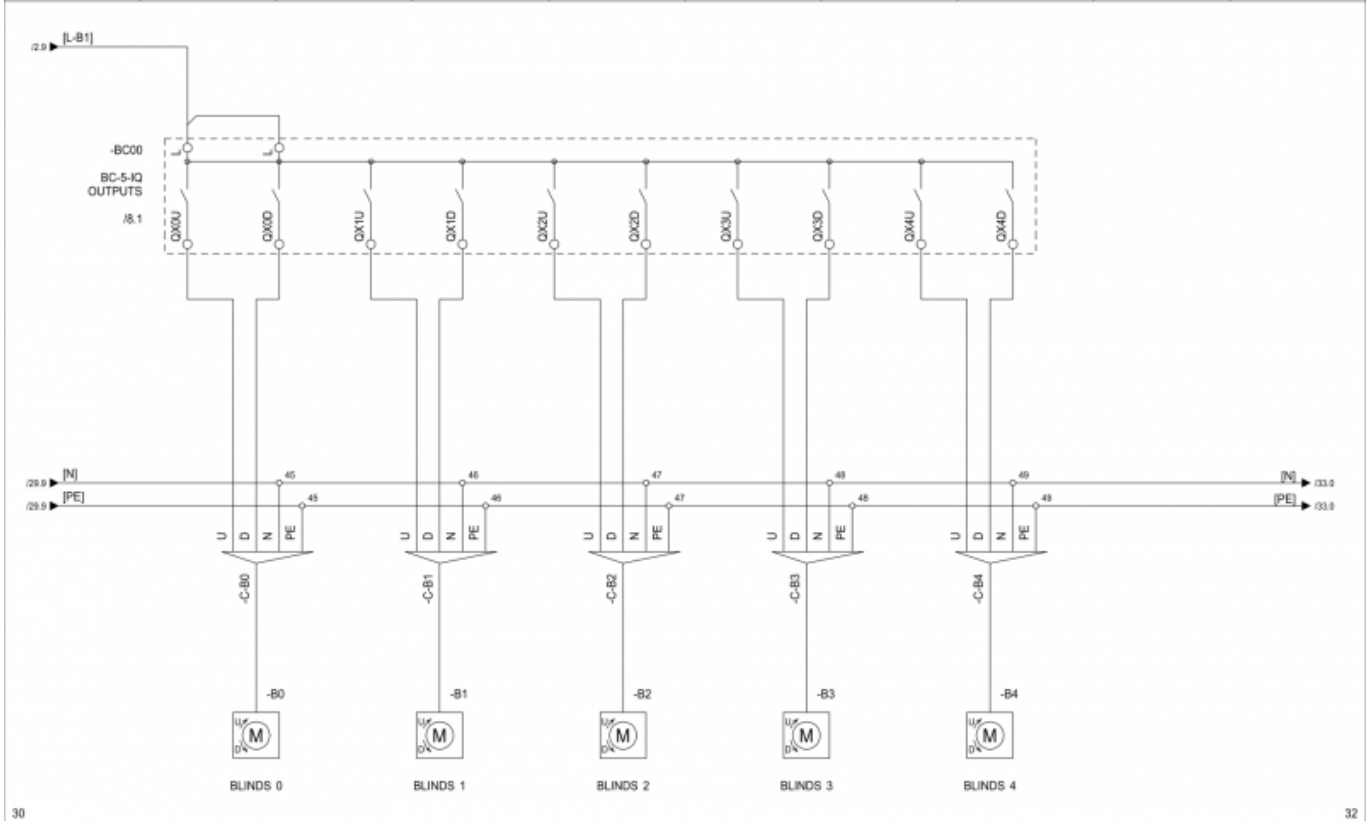 /2.9 [L-B1]
-BC00
L L
BC-5-IQ
OUTPUTS
/8.1
QX0U QX0D QX1U QX1D QX2U QX2D QX3U QX3D QX4U QX4D
/29.9 [N] 45 46 47 48 49 [N] /33.0
/29.9 [PE] 45 46 47 48 49 [PE] /33.0
U D N PE U D N PE U D N PE U D N PE U D N PE
-C-B0 -C-B1 -C-B2 -C-B3 -C-B4
-B0 -B1 -B2 -B3 -B4
U U U U U
M M M M M
D D D D D
BLINDS 0 BLINDS 1 BLINDS 2 BLINDS 3 BLINDS 4
30 32